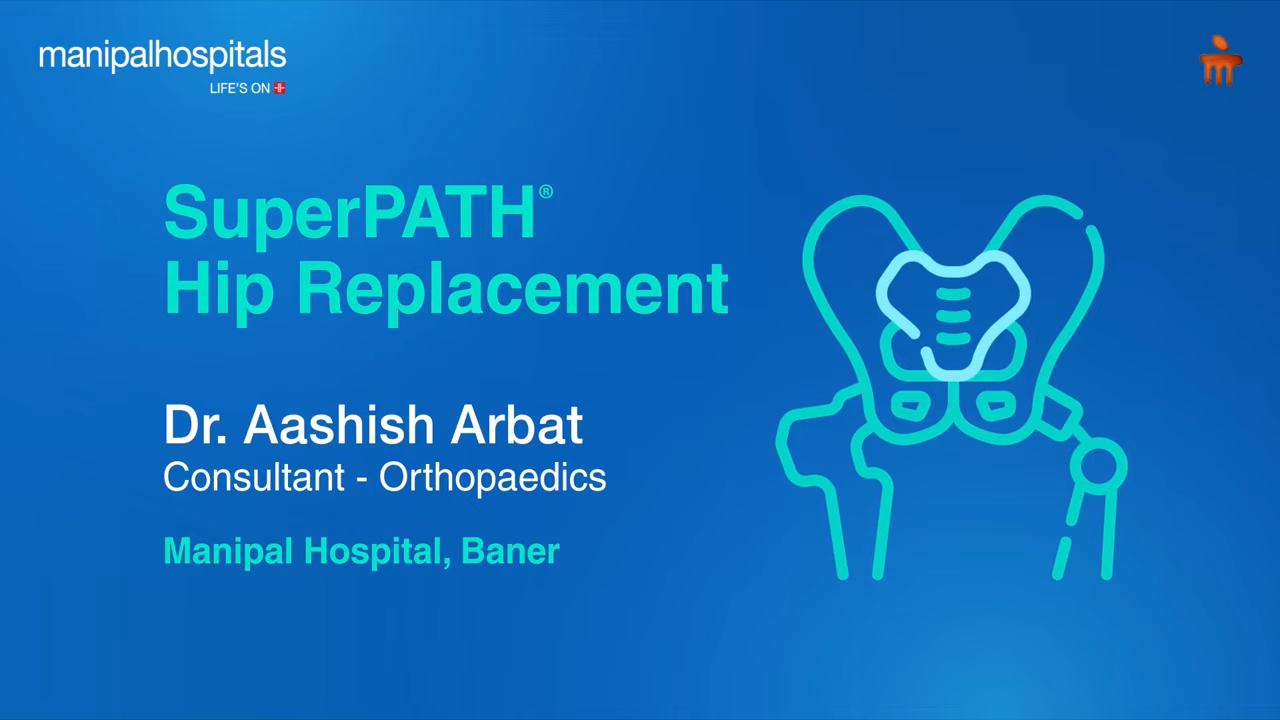 manipalhospitals
LIFE'S ON
SuperPATH®
Hip Replacement
Dr. Aashish Arbat
Consultant - Orthopaedics
Manipal Hospital, Baner